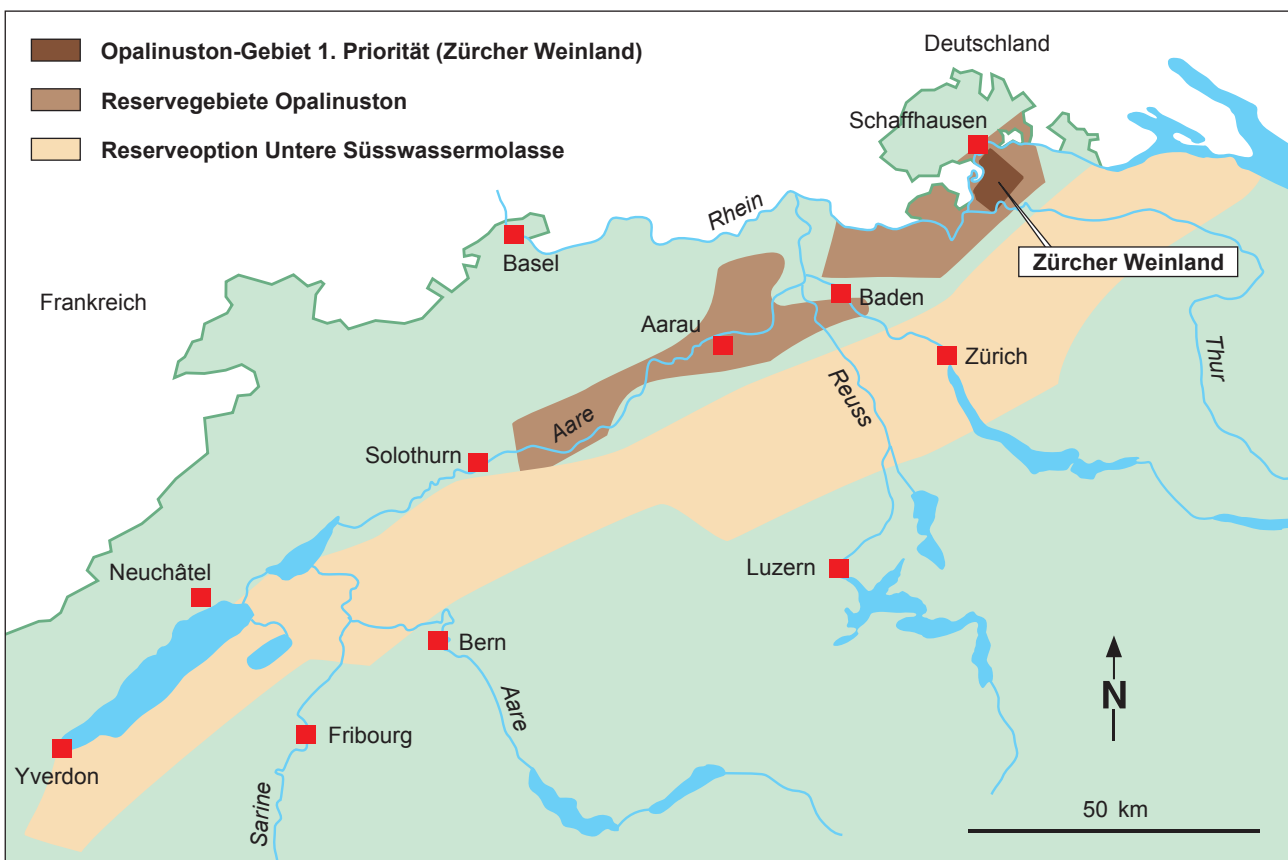 Opalinuston-Gebiet 1. Priorität (Zürcher Weinland)
Reservegebiete Opalinuston
Reserveoption Untere Süsswassermolasse
Deutschland
Schaffhausen
Rhein
Basel
Zürcher Weinland
Frankreich
Baden
Aarau
Zürich
Thur
Reuss
Aare
Solothurn
Neuchâtel
Luzern
Bern
Aare
N
Fribourg
Yverdon
Sarine
50 km